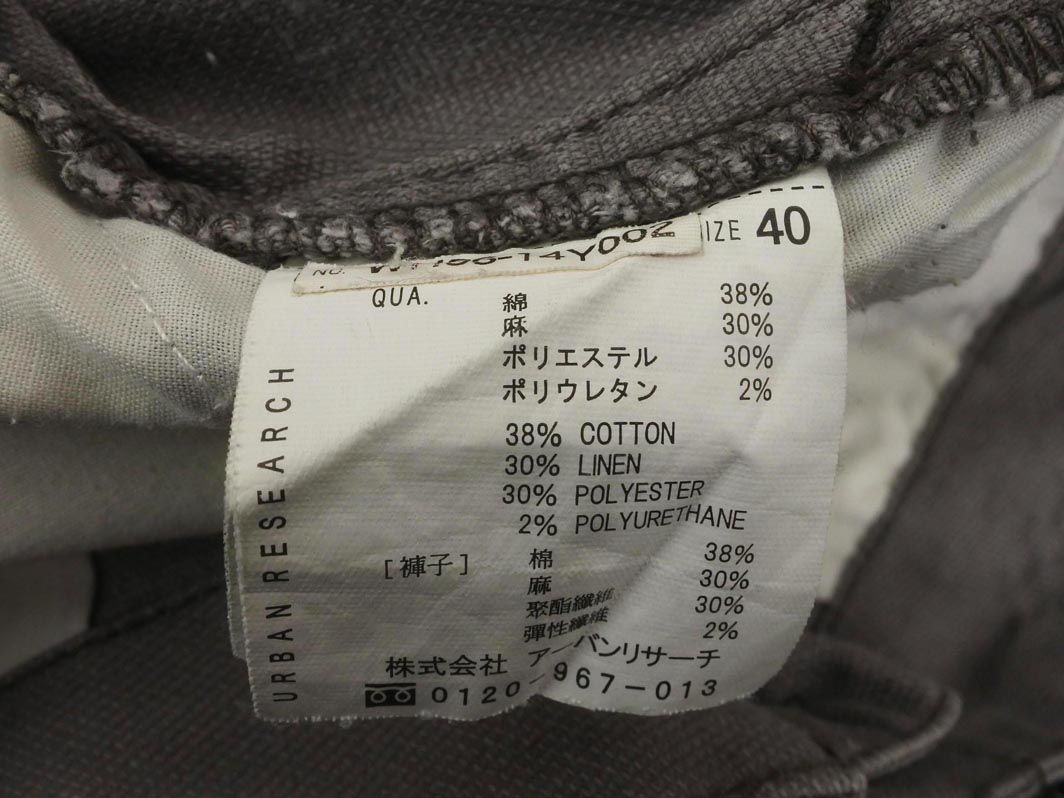 SIZE 40
NO.
QUA.
綿 38%
麻 30%
ポリエステル 30%
ポリウレタン 2%
38% COTTON
30% LINEN
30% POLYESTER
2% POLYURETHANE
[褲子] 棉 38%
麻 30%
聚酯纖維 30%
彈性纖維 2%
株式会社 アーバンリサーチ
0120-967-013
URBAN RESEARCH